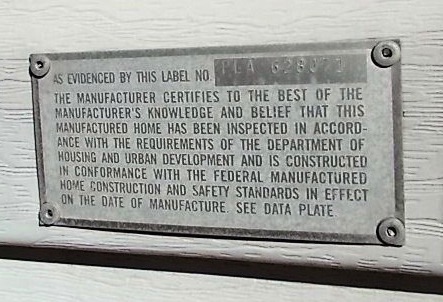 AS EVIDENCED BY THIS LABEL NO.
THE MANUFACTURER CERTIFIES TO THE BEST OF THE
MANUFACTURER'S KNOWLEDGE AND BELIEF THAT THIS
MANUFACTURED HOME HAS BEEN INSPECTED IN ACCORD-
ANCE WITH THE REQUIREMENTS OF THE DEPARTMENT OF
HOUSING AND URBAN DEVELOPMENT AND IS CONSTRUCTED
IN CONFORMANCE WITH THE FEDERAL MANUFACTURED
HOME CONSTRUCTION AND SAFETY STANDARDS IN EFFECT
ON THE DATE OF MANUFACTURE. SEE DATA PLATE